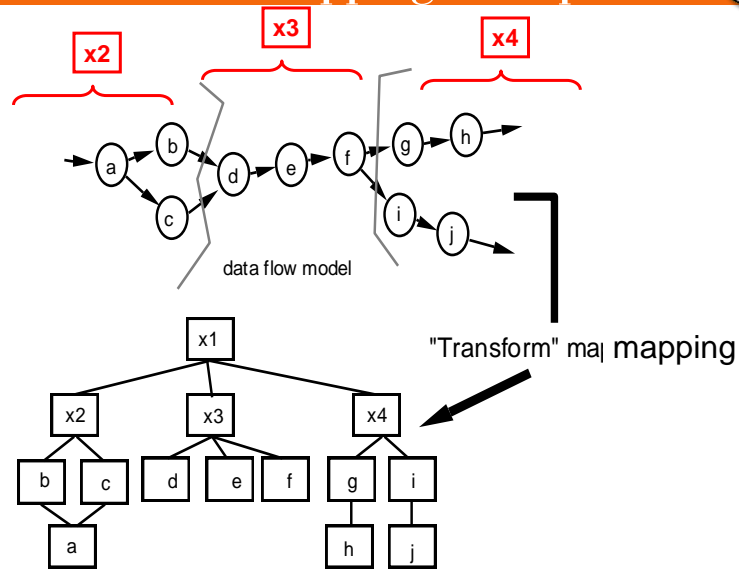 x3
x2
x4
a
b
c
d
e
f
g
h
i
j
data flow model
"Transform" mapping
x1
x2 x3 x4
b c d e f g i
a h j